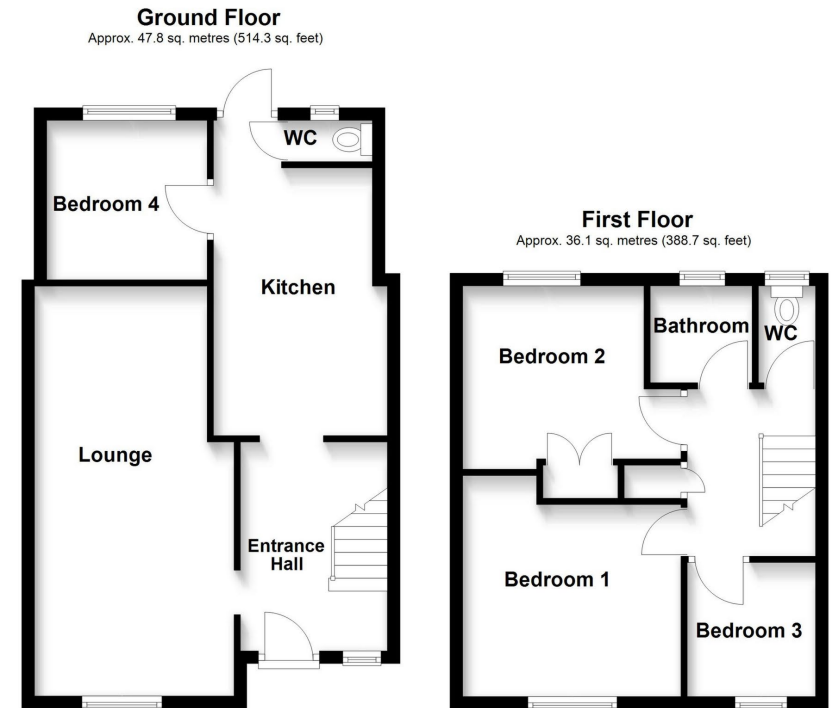 Ground Floor
Approx. 47.8 sq. metres (514.3 sq. feet)
WC
Bedroom 4
Kitchen
Lounge
Entrance
Hall
First Floor
Approx. 36.1 sq. metres (388.7 sq. feet)
Bathroom
WC
Bedroom 2
Bedroom 1
Bedroom 3